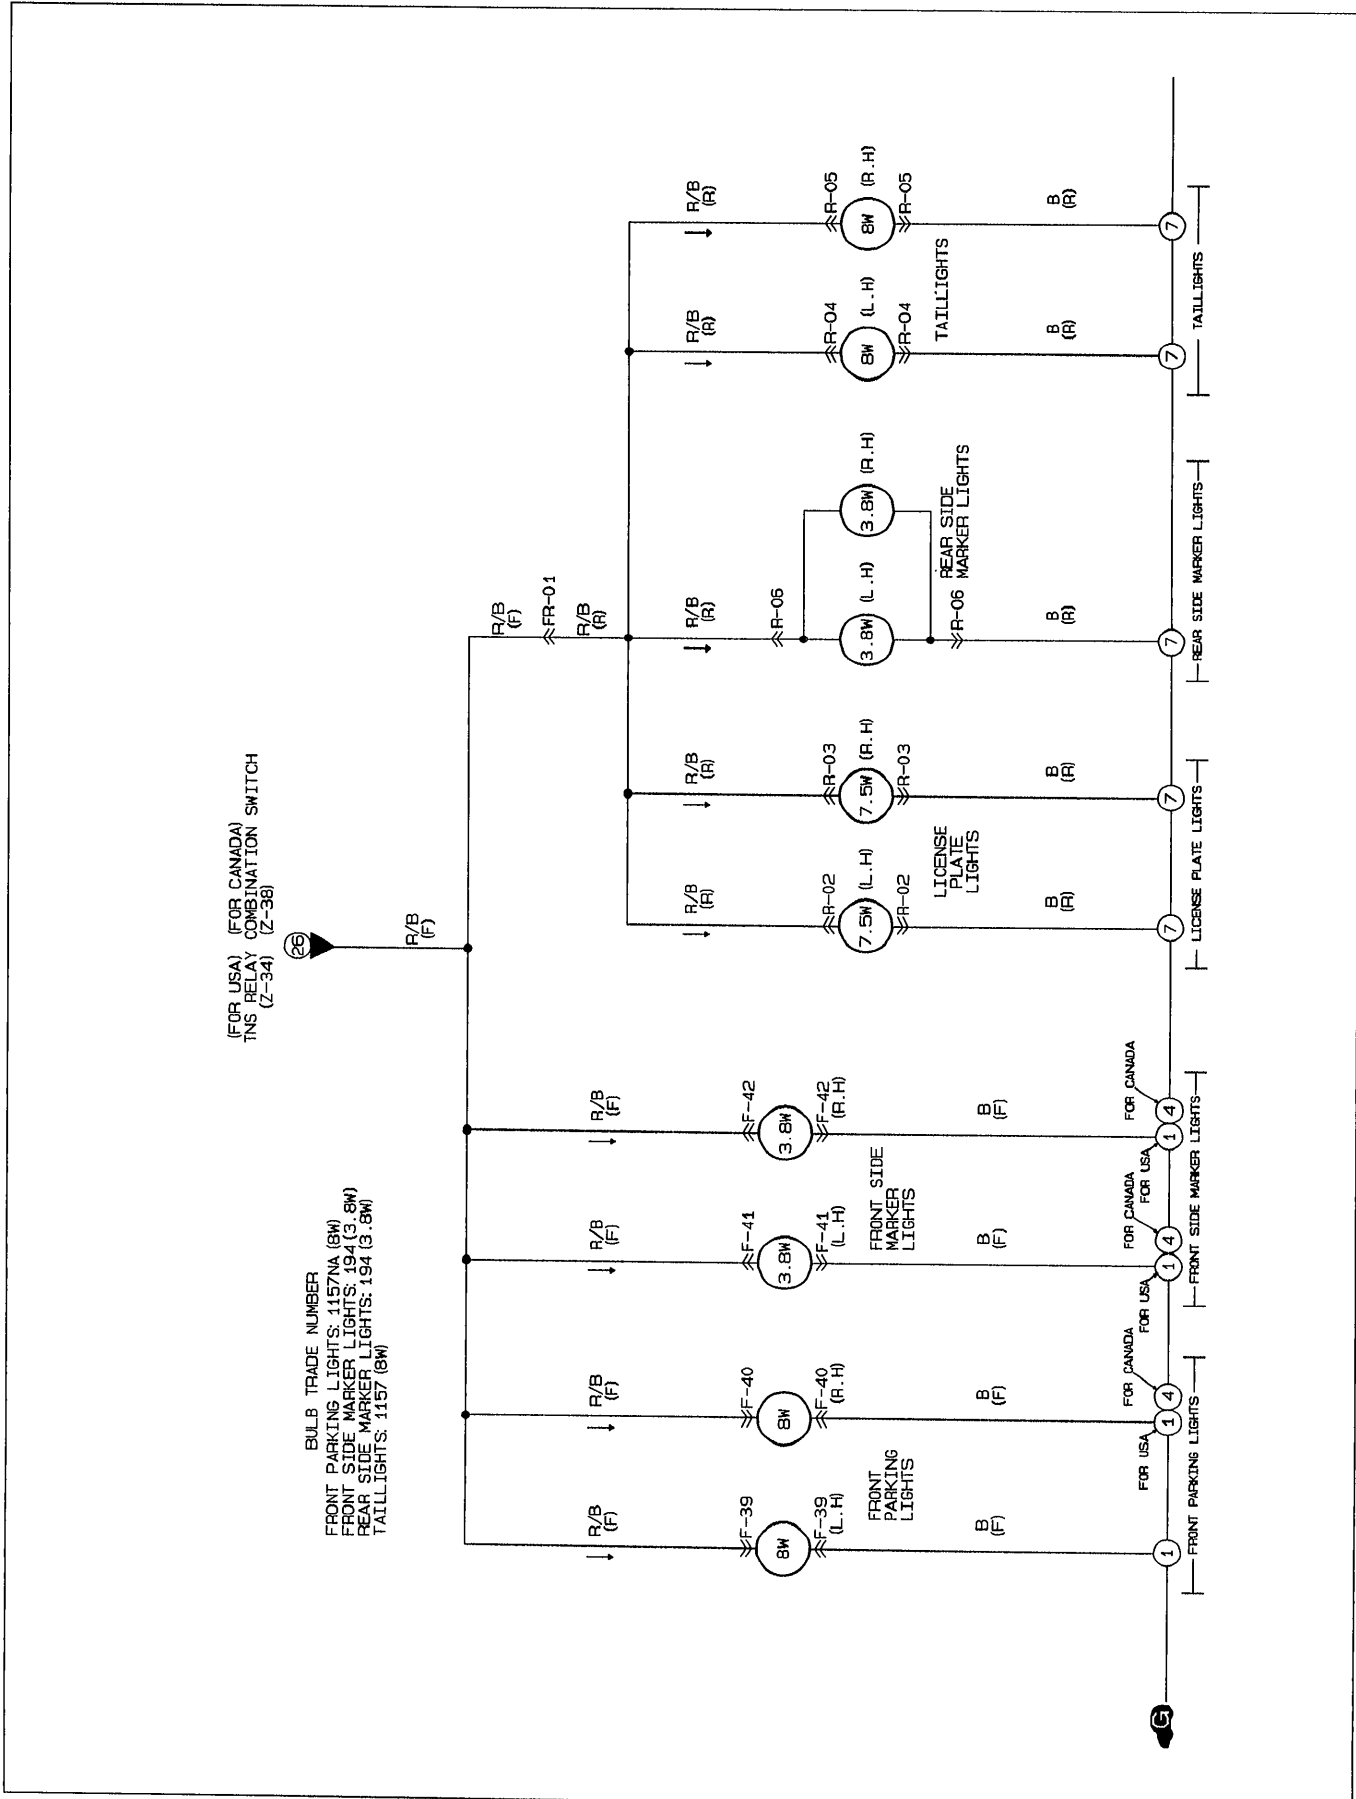 (FOR USA) (FOR CANADA)
TNS RELAY COMBINATION SWITCH
(Z-34) (Z-38)
26
R/B
(F)
BULB TRADE NUMBER
FRONT PARKING LIGHTS: 1157NA (8W)
FRONT SIDE MARKER LIGHTS: 194 (3.8W)
REAR SIDE MARKER LIGHTS: 194 (3.8W)
TAILLIGHTS: 1157 (8W)
R/B
(F)
FR-01
R/B
(R)
R/B
(F)
R/B
(F)
R/B
(F)
R/B
(F)
R/B
(R)
R/B
(R)
R/B
(R)
R/B
(R)
R/B
(R)
F-39
F-40
F-41
F-42
R-02
R-03
R-06
R-04
R-05
8W
8W
3.8W
3.8W
7.5W (L.H)
7.5W (R.H)
3.8W (L.H)
3.8W (R.H)
8W (L.H)
8W (R.H)
F-39
(L.H)
F-40
(R.H)
F-41
(L.H)
F-42
(R.H)
R-02
R-03
R-06
R-04
R-05
FRONT
PARKING
LIGHTS
FRONT SIDE
MARKER
LIGHTS
LICENSE
PLATE
LIGHTS
REAR SIDE
MARKER LIGHTS
TAILLIGHTS
B
(F)
B
(F)
B
(F)
B
(F)
B
(R)
B
(R)
B
(R)
B
(R)
B
(R)
FOR USA
FOR CANADA
FOR USA
FOR CANADA
FOR USA
FOR CANADA
G
1
1
4
1
4
1
4
7
7
7
7
7
FRONT PARKING LIGHTS
FRONT SIDE MARKER LIGHTS
LICENSE PLATE LIGHTS
REAR SIDE MARKER LIGHTS
TAILLIGHTS